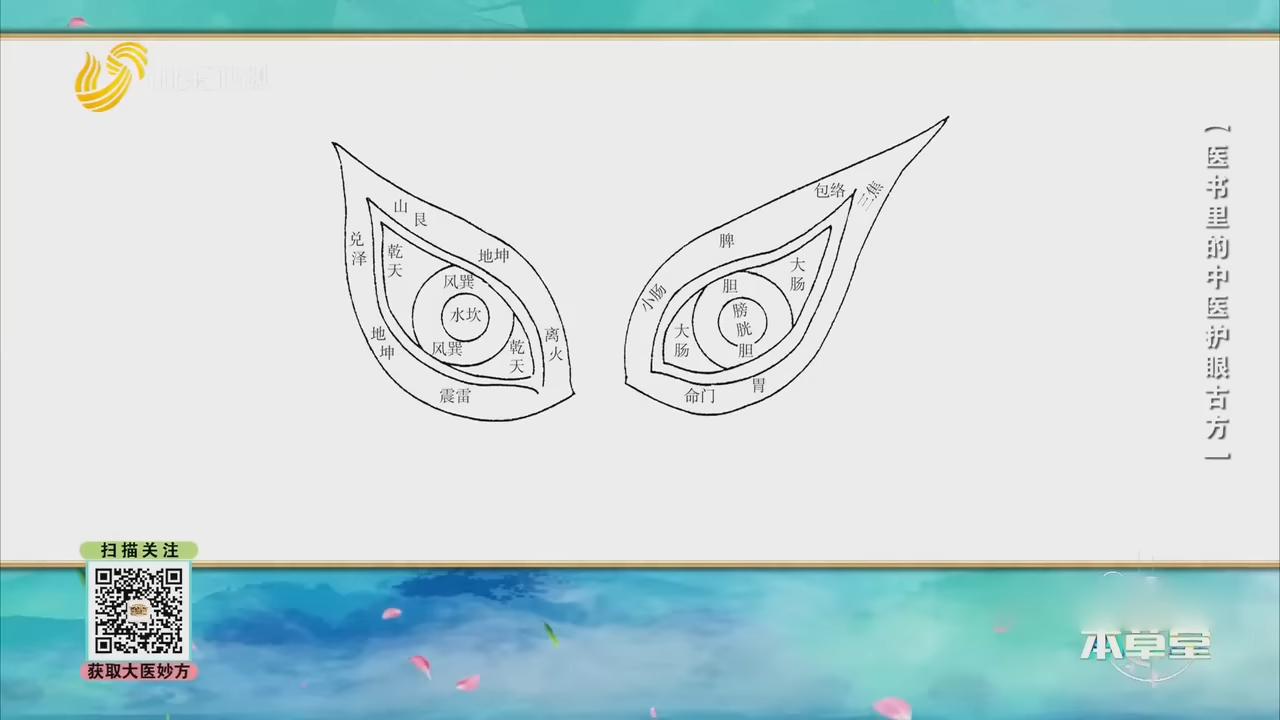 医书里的中医护眼古方
山艮
兑泽
乾天
地坤
风巽
水坎
风巽
乾天
离火
地坤
震雷
包络
三焦
脾
大肠
小肠
胆
膀胱
大肠
胆
胃
命门
扫描关注
获取大医妙方
本草堂